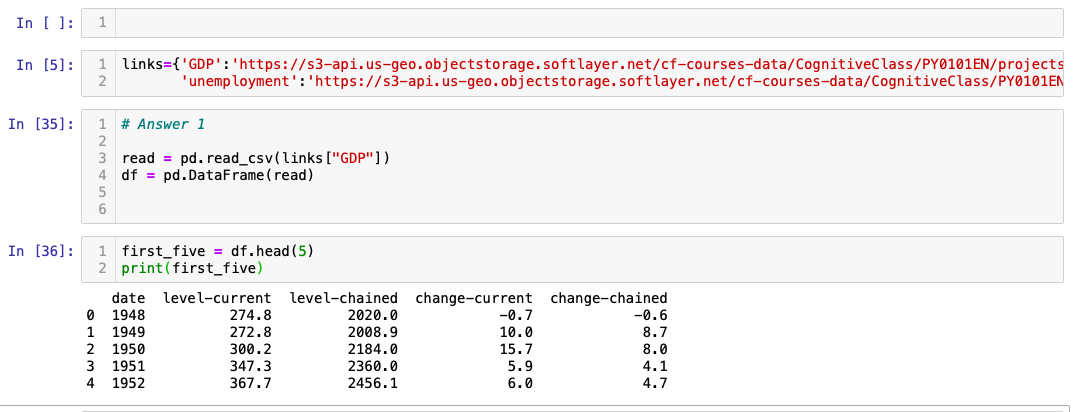 In [ ]: 1
In [5]: 1 links={'GDP':'https://s3-api.us-geo.objectstorage.softlayer.net/cf-courses-data/CognitiveClass/PY0101EN/projects
2 'unemployment':'https://s3-api.us-geo.objectstorage.softlayer.net/cf-courses-data/CognitiveClass/PY0101EN
In [35]: 1 # Answer 1
2
3 read = pd.read_csv(links["GDP"])
4 df = pd.DataFrame(read)
5
6
In [36]: 1 first_five = df.head(5)
2 print(first_five)
date level-current level-chained change-current change-chained
0 1948 274.8 2020.0 -0.7 -0.6
1 1949 272.8 2008.9 10.0 8.7
2 1950 300.2 2184.0 15.7 8.0
3 1951 347.3 2360.0 5.9 4.1
4 1952 367.7 2456.1 6.0 4.7